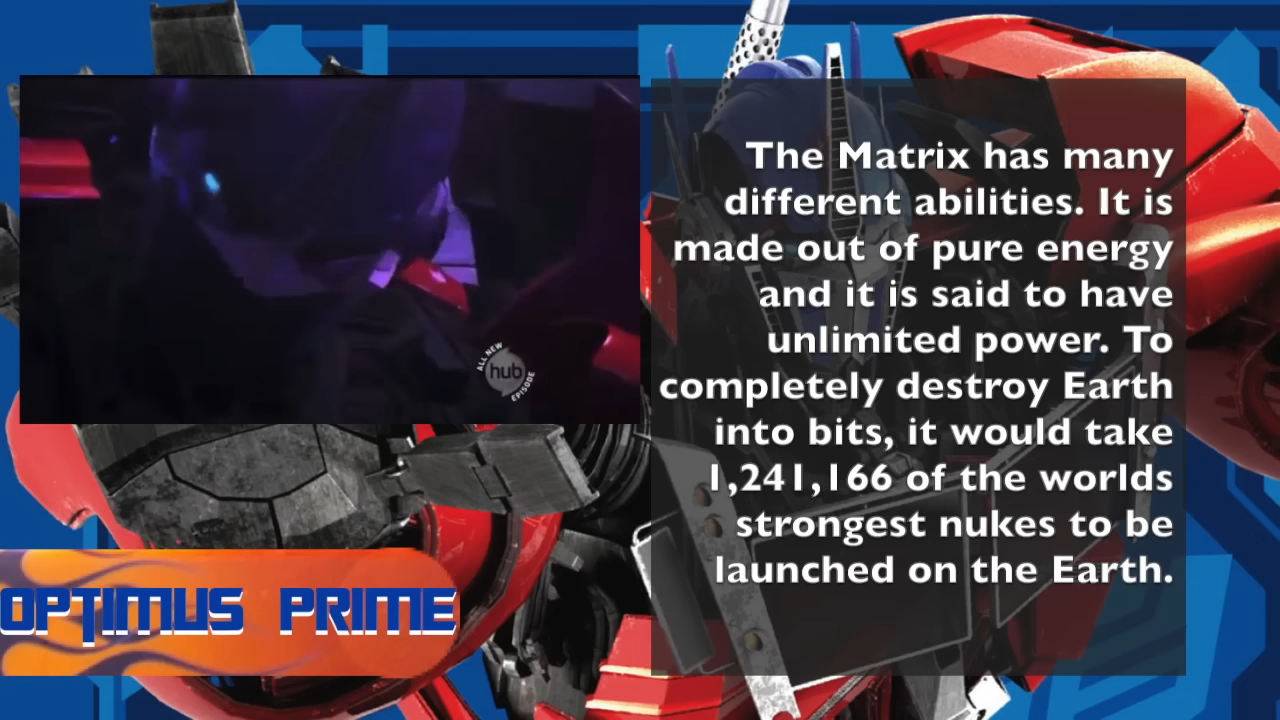 The Matrix has many
different abilities. It is
made out of pure energy
and it is said to have
unlimited power. To
completely destroy Earth
into bits, it would take
1,241,166 of the worlds
strongest nukes to be
launched on the Earth.
ALL NEW
hub
EPISODE
OPTIMUS PRIME